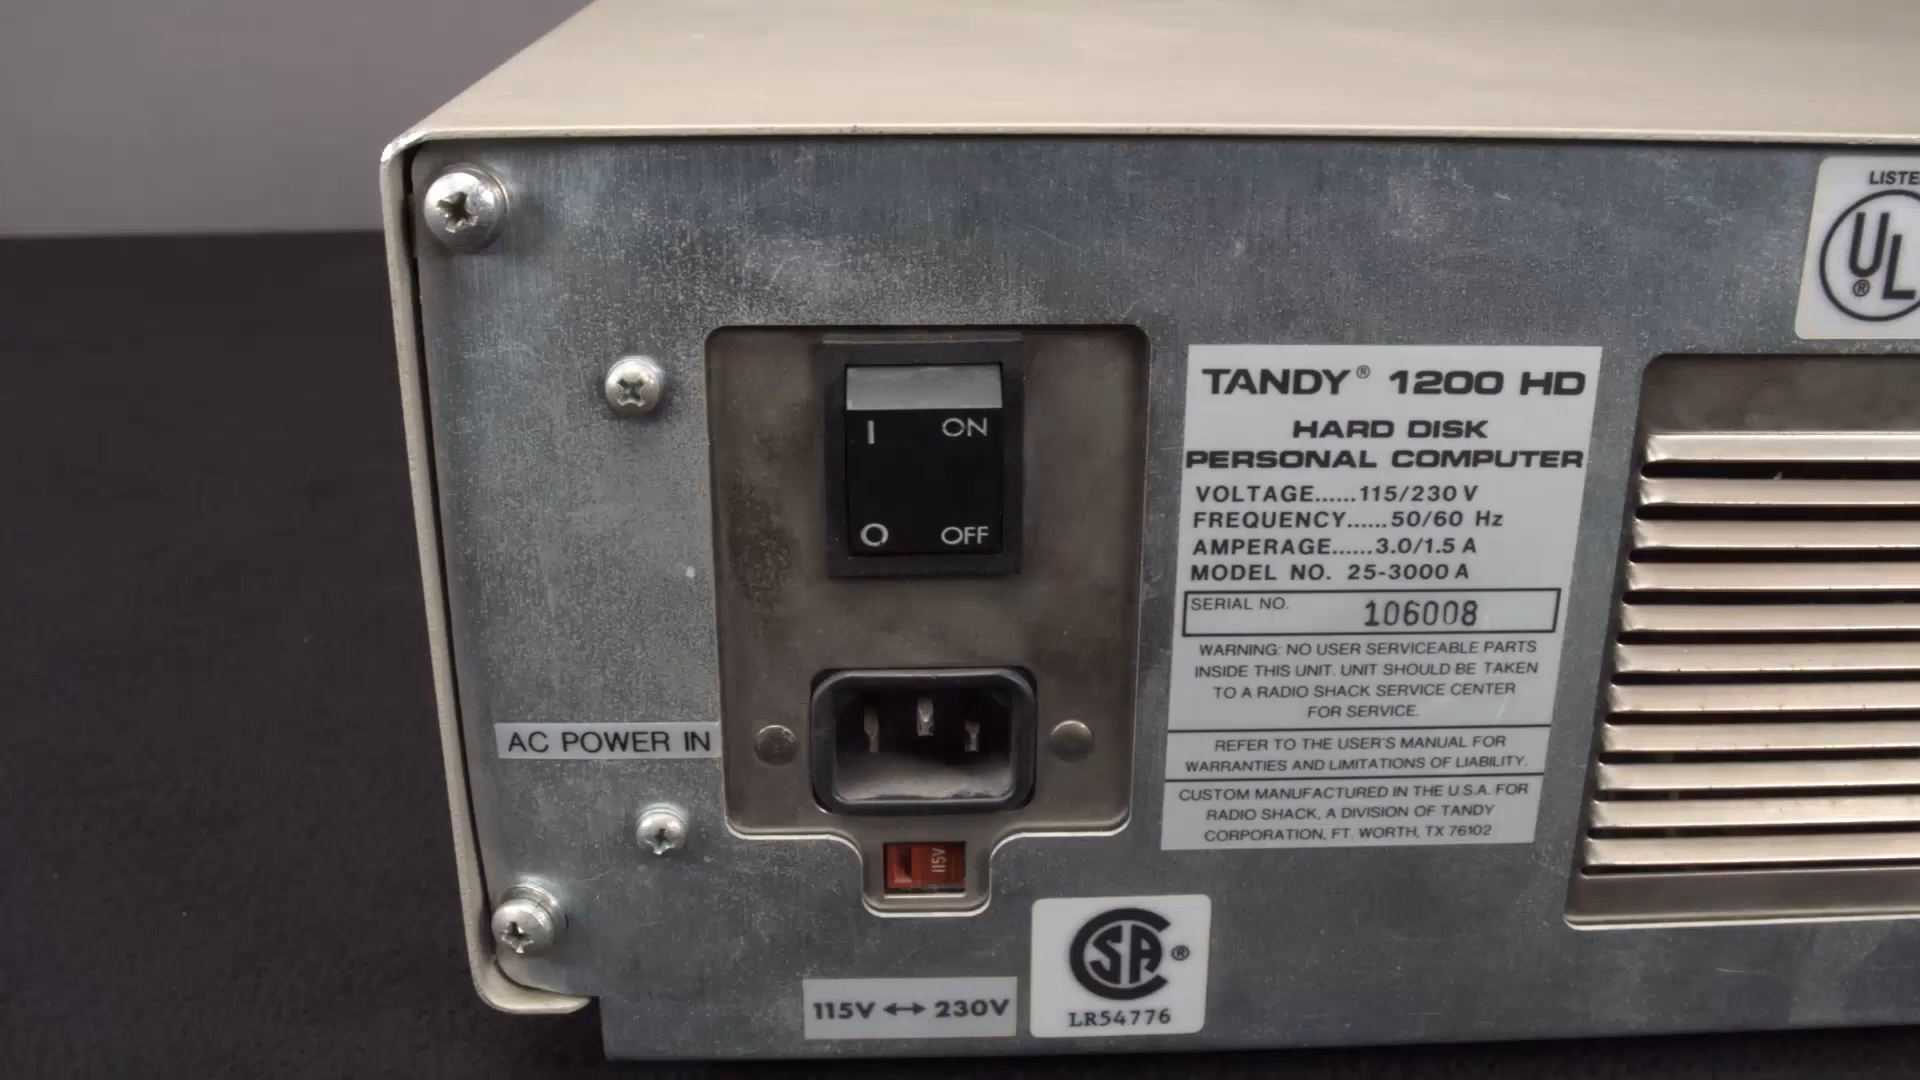 LISTE
UL®
TANDY® 1200 HD
HARD DISK
PERSONAL COMPUTER
VOLTAGE......115/230 V
FREQUENCY......50/60 Hz
AMPERAGE......3.0/1.5 A
MODEL NO. 25-3000 A
SERIAL NO. 106008
WARNING: NO USER SERVICEABLE PARTS
INSIDE THIS UNIT. UNIT SHOULD BE TAKEN
TO A RADIO SHACK SERVICE CENTER
FOR SERVICE.
REFER TO THE USER'S MANUAL FOR
WARRANTIES AND LIMITATIONS OF LIABILITY.
CUSTOM MANUFACTURED IN THE U.S.A. FOR
RADIO SHACK, A DIVISION OF TANDY
CORPORATION, FT. WORTH, TX 76102
I ON
O OFF
AC POWER IN
115V
115V ↔ 230V
CSA®
LR54776